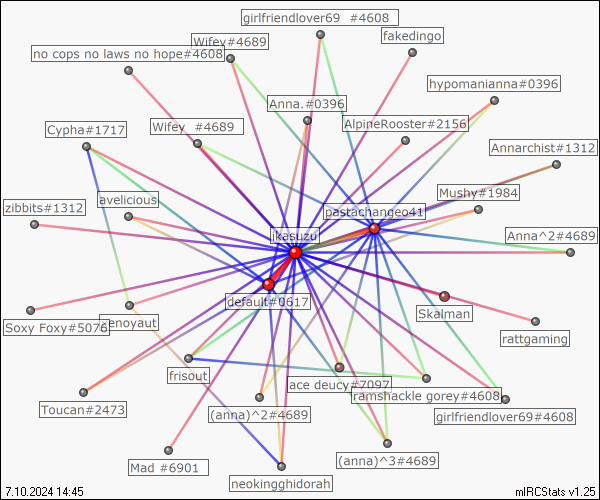 girlfriendlover69 #4608
Wifey#4689
fakedingo
no cops no laws no hope#4608
hypomanianna#0396
Anna.#0396
Cypha#1717
Wifey #4689
AlpineRooster#2156
Annarchist#1312
avelicious
Mushy#1984
zibbits#1312
pastachangeo41
ikasuzu
Anna^2#4689
default#0617
Skalman
Soxy Foxy#5076
enoyaut
rattgaming
frisout
ace deucy#7097
ramshackle gorey#4608
Toucan#2473
(anna)^2#4689
girlfriendlover69#4608
Mad #6901
(anna)^3#4689
neokingghidorah
7.10.2024 14:45
mIRCStats v1.25